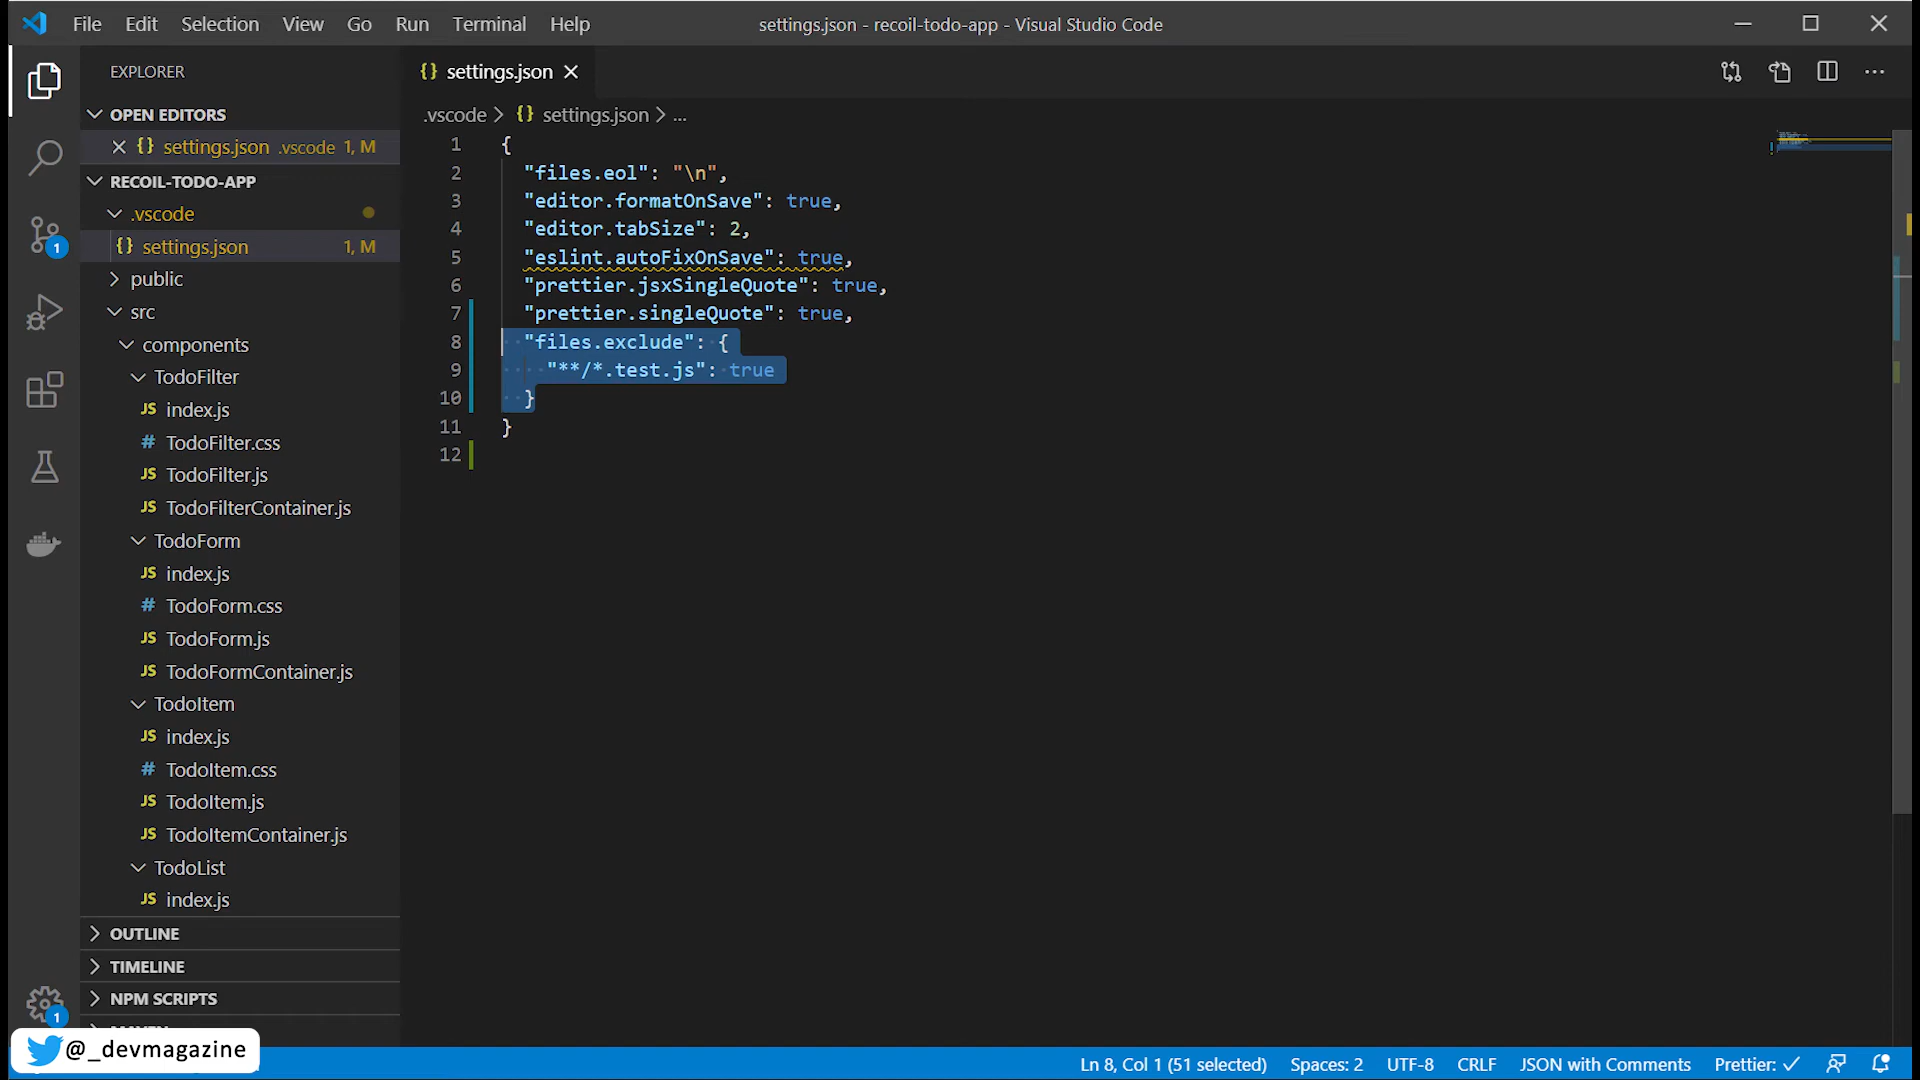 File Edit Selection View Go Run Terminal Help
settings.json - recoil-todo-app - Visual Studio Code
EXPLORER
OPEN EDITORS
{} settings.json .vscode 1, M
RECOIL-TODO-APP
.vscode
{} settings.json 1, M
public
src
components
TodoFilter
JS index.js
# TodoFilter.css
JS TodoFilter.js
JS TodoFilterContainer.js
TodoForm
JS index.js
# TodoForm.css
JS TodoForm.js
JS TodoFormContainer.js
TodoItem
JS index.js
# TodoItem.css
JS TodoItem.js
JS TodoItemContainer.js
TodoList
JS index.js
OUTLINE
TIMELINE
NPM SCRIPTS
1
1
@_devmagazine
{} settings.json
.vscode > {} settings.json > ...
1 {
2 "files.eol": "\n",
3 "editor.formatOnSave": true,
4 "editor.tabSize": 2,
5 "eslint.autoFixOnSave": true,
6 "prettier.jsxSingleQuote": true,
7 "prettier.singleQuote": true,
8 "files.exclude": {
9 "**/*.test.js": true
10 }
11 }
12
Ln 8, Col 1 (51 selected) Spaces: 2 UTF-8 CRLF JSON with Comments Prettier: ✓